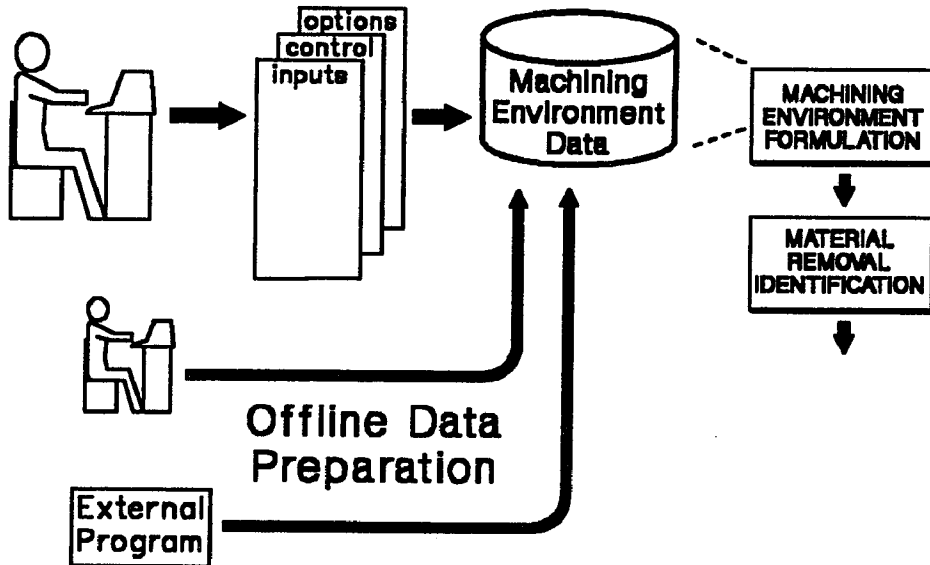 options
control
inputs
Machining
Environment
Data
MACHINING
ENVIRONMENT
FORMULATION
MATERIAL
REMOVAL
IDENTIFICATION
Offline Data
Preparation
External
Program